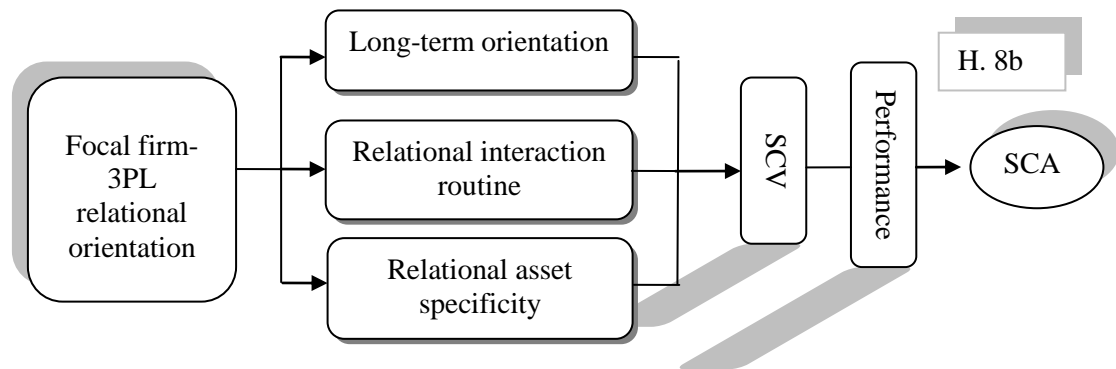 Focal firm-
3PL
relational
orientation
Long-term orientation
Relational interaction
routine
Relational asset
specificity
SCV
Performance
H. 8b
SCA